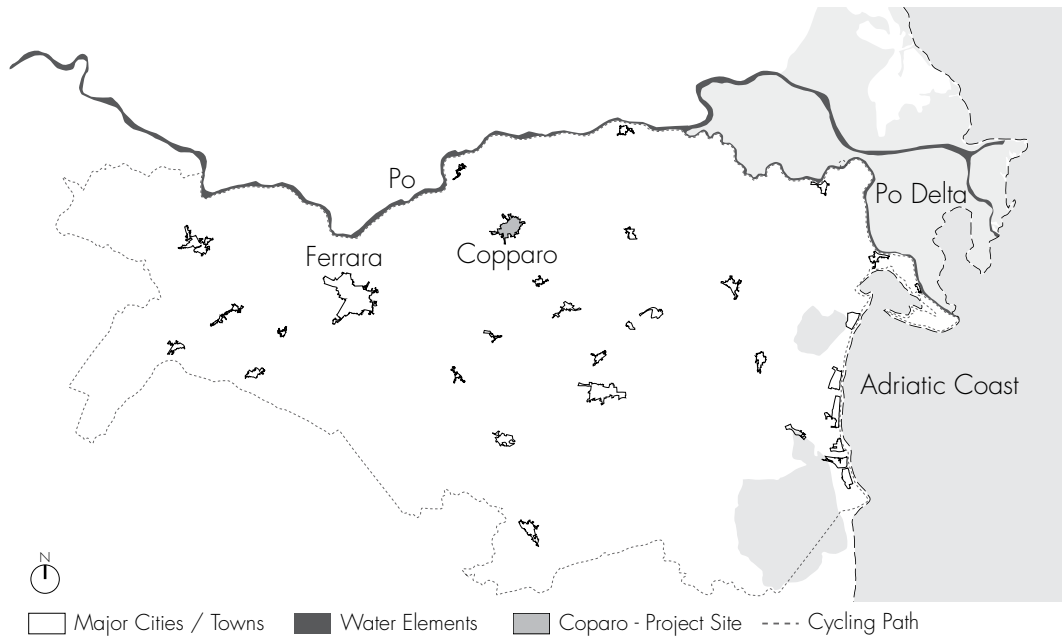 Po
Po Delta
Ferrara
Copparo
Adriatic Coast
N
Major Cities / Towns
Water Elements
Coparo - Project Site
Cycling Path